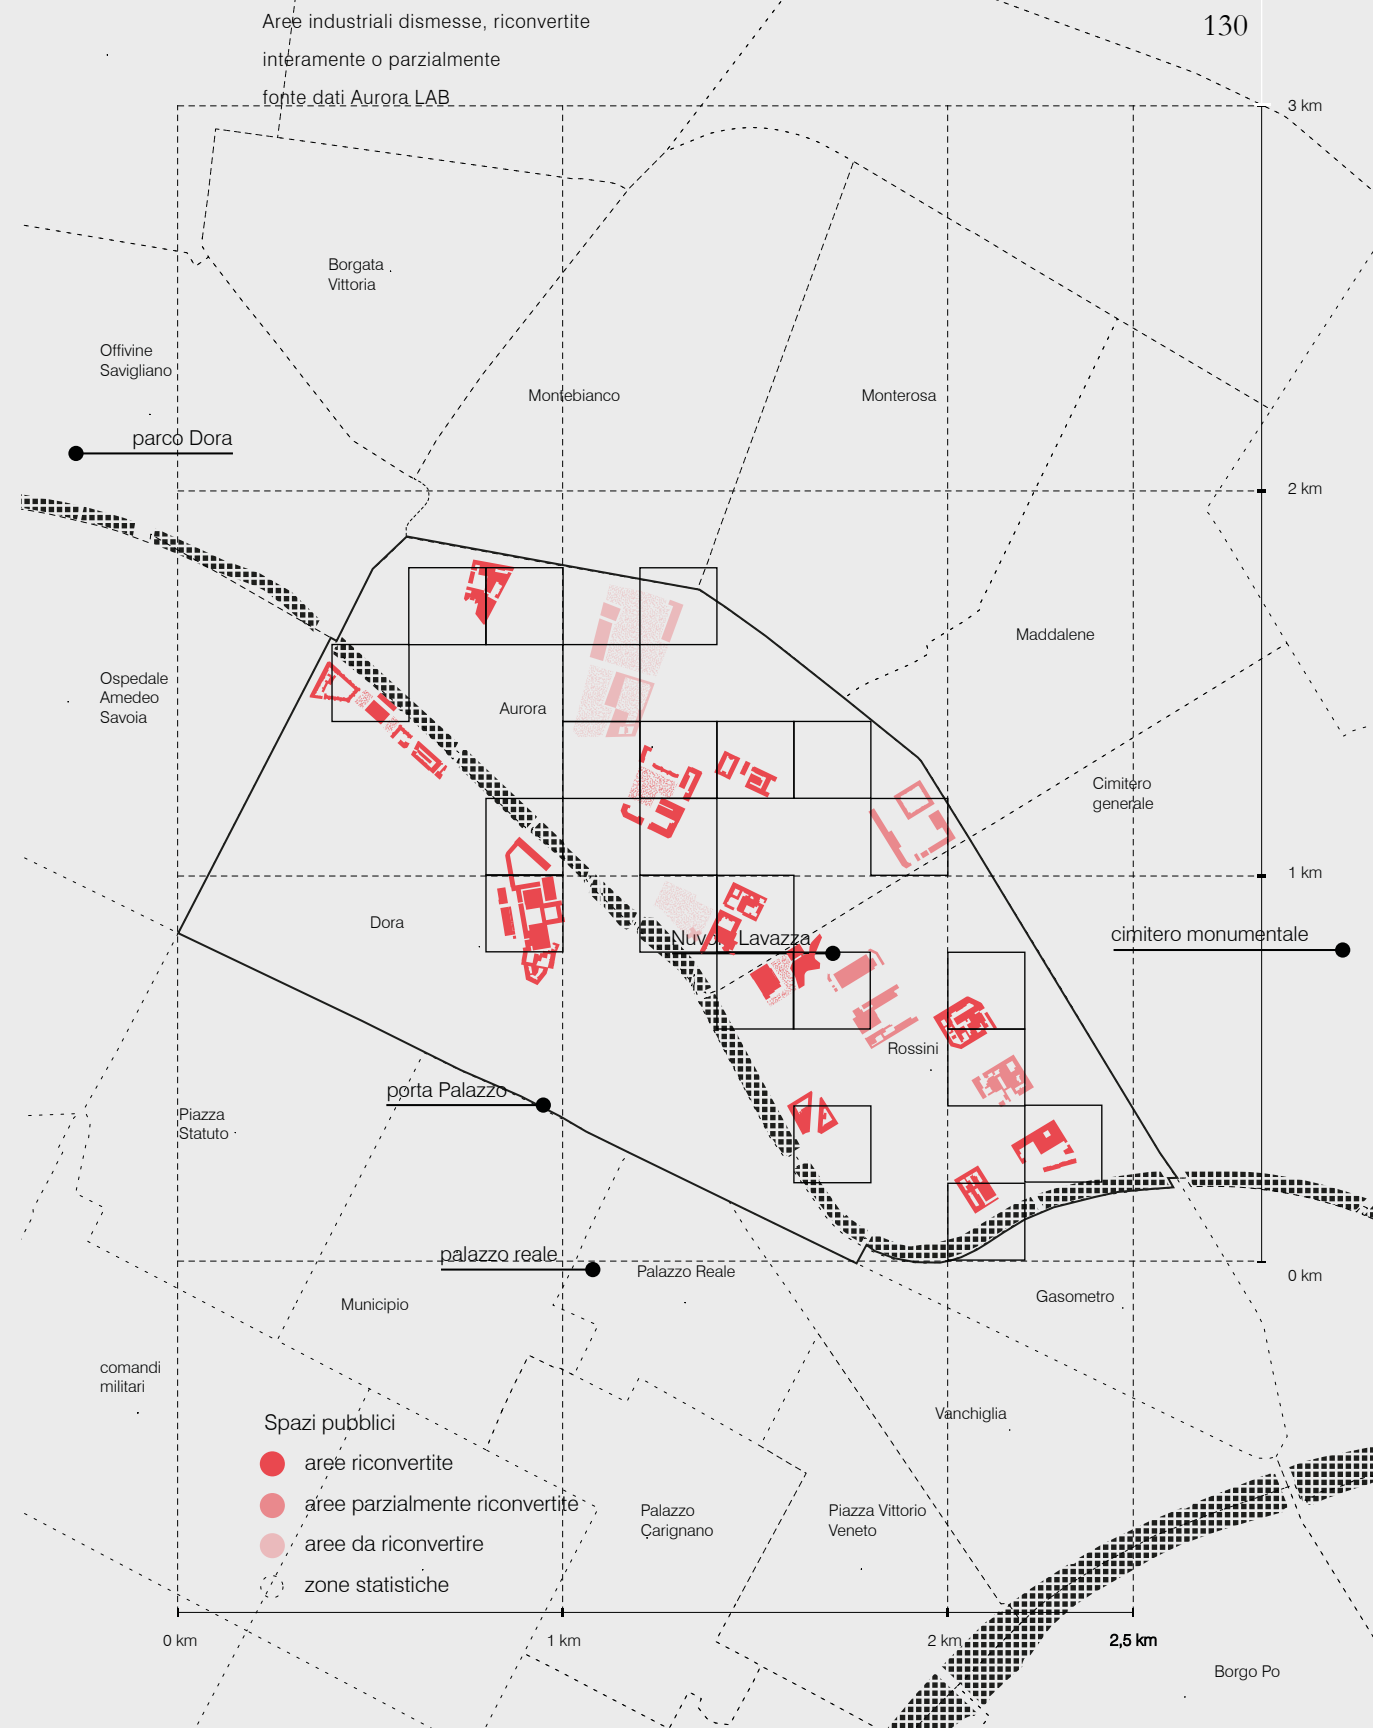 Aree industriali dismesse, riconvertite
interamente o parzialmente
fonte dati Aurora LAB
130
3 km
Borgata
Vittoria
Offivine
Savigliano
Montebianco
Monterosa
parco Dora
2 km
Maddalene
Ospedale
Amedeo
Savoia
Aurora
Cimitero
generale
1 km
Dora
Nuvola Lavazza
cimitero monumentale
Rossini
porta Palazzo
Piazza
Statuto
palazzo reale
Palazzo Reale
0 km
Municipio
Gasometro
comandi
militari
Vanchiglia
Spazi pubblici
aree riconvertite
aree parzialmente riconvertite
aree da riconvertire
zone statistiche
Palazzo
Carignano
Piazza Vittorio
Veneto
0 km
1 km
2 km
2,5 km
Borgo Po